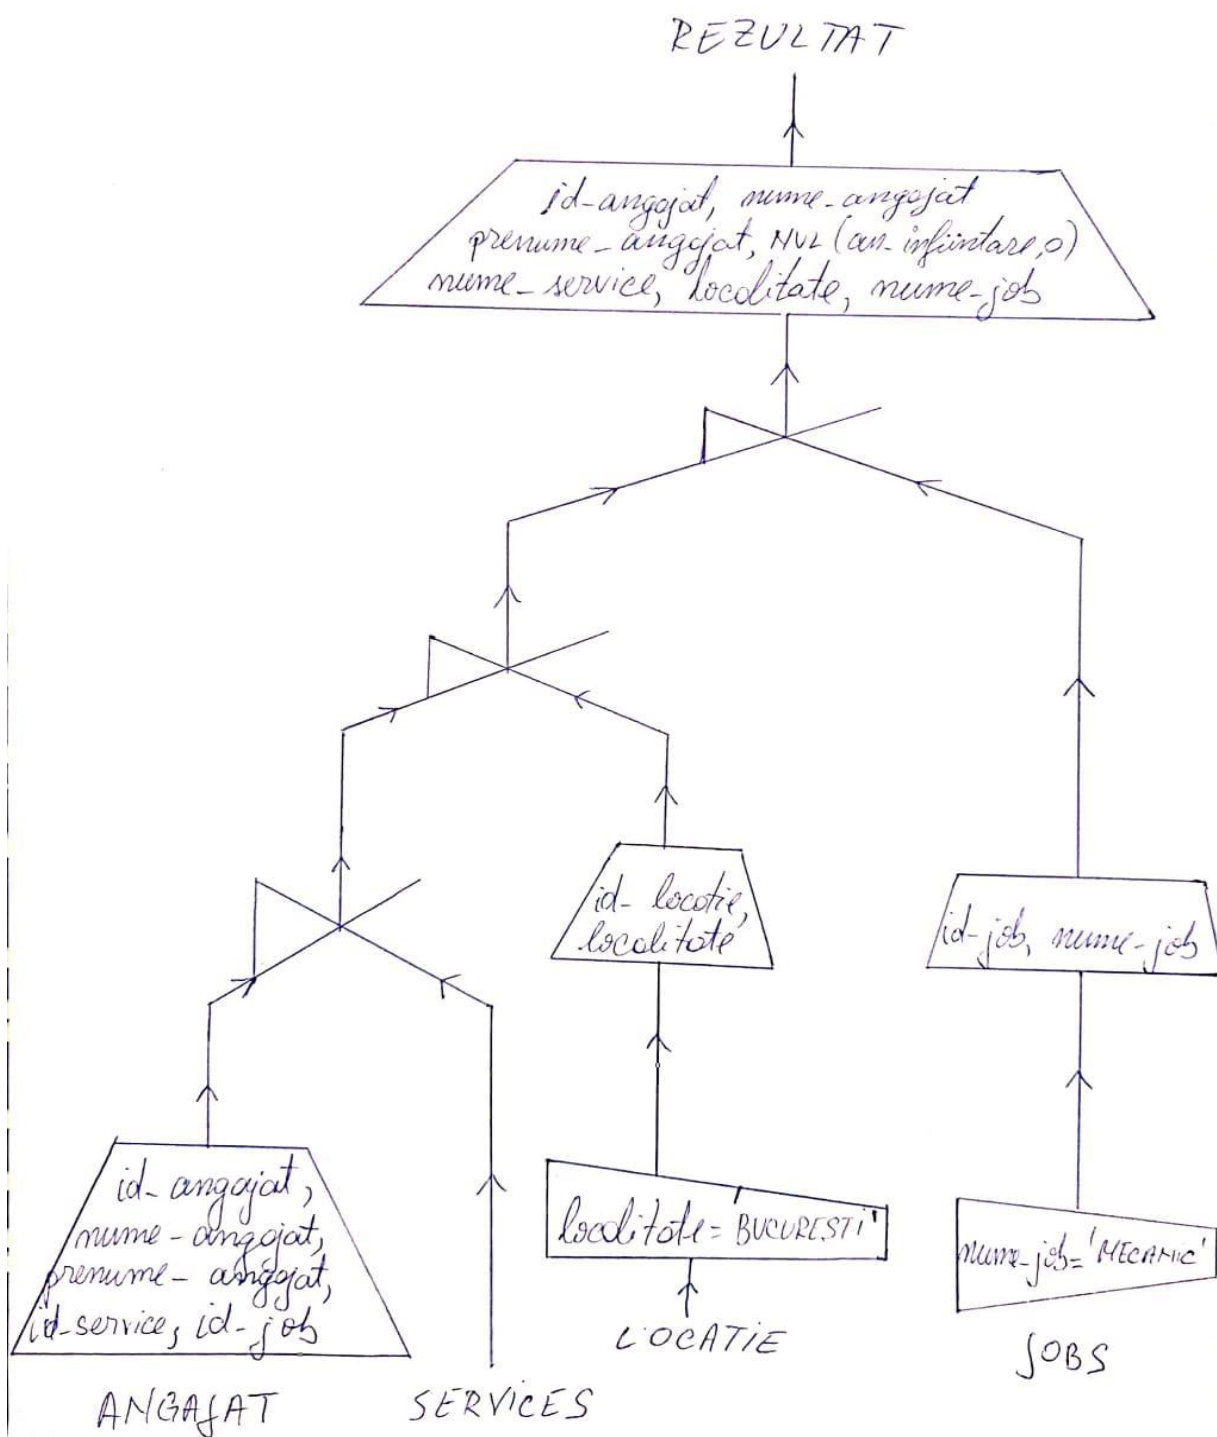 REZULTAT
id-angajat, nume-angajat
prenume-angajat, NVL (an-infiintare, 0)
nume-service, localitate, nume-job
id-locatie,
localitate
id-job, nume-job
id-angajat,
nume-angajat,
prenume-angajat,
id-service, id-job
localitate = 'BUCURESTI'
nume-job= 'MECANIC'
LOCATIE
JOBS
ANGAJAT
SERVICES